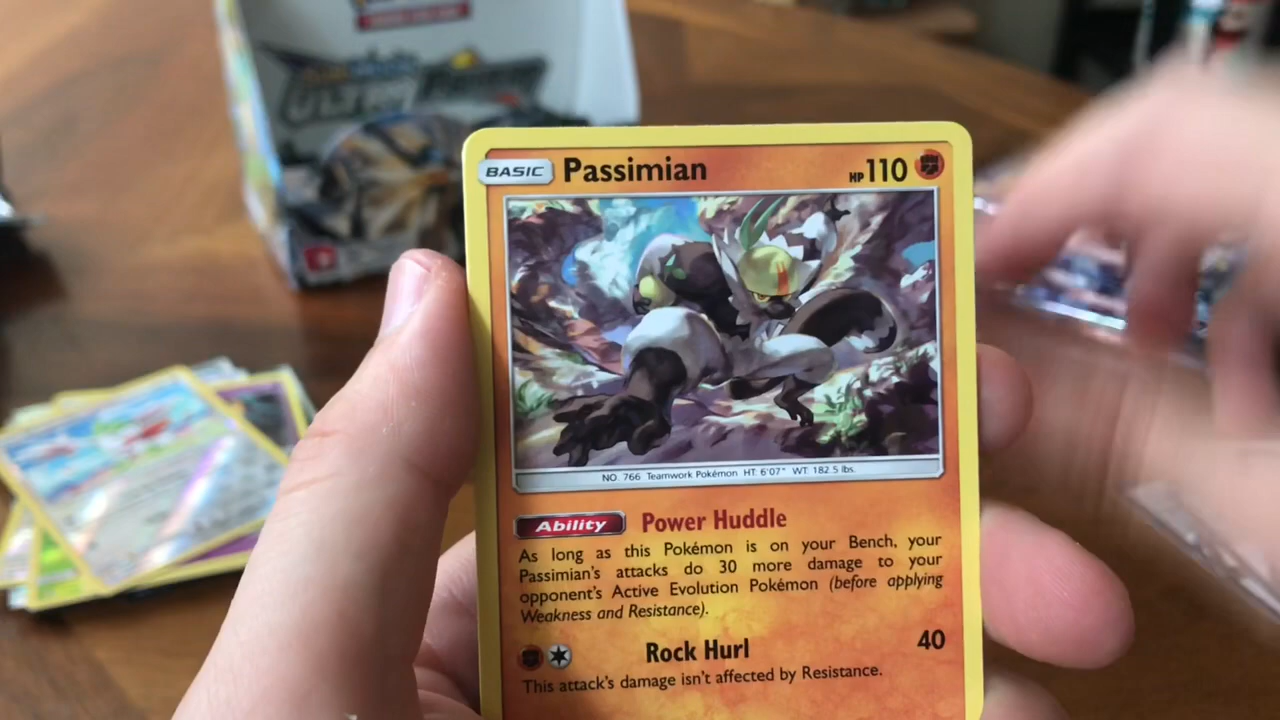 ULTRA
BASIC Passimian HP 110
NO. 766 Teamwork Pokémon HT: 6'07" WT: 182.5 lbs.
Ability Power Huddle
As long as this Pokémon is on your Bench, your
Passimian's attacks do 30 more damage to your
opponent's Active Evolution Pokémon (before applying
Weakness and Resistance).
Rock Hurl 40
This attack's damage isn't affected by Resistance.